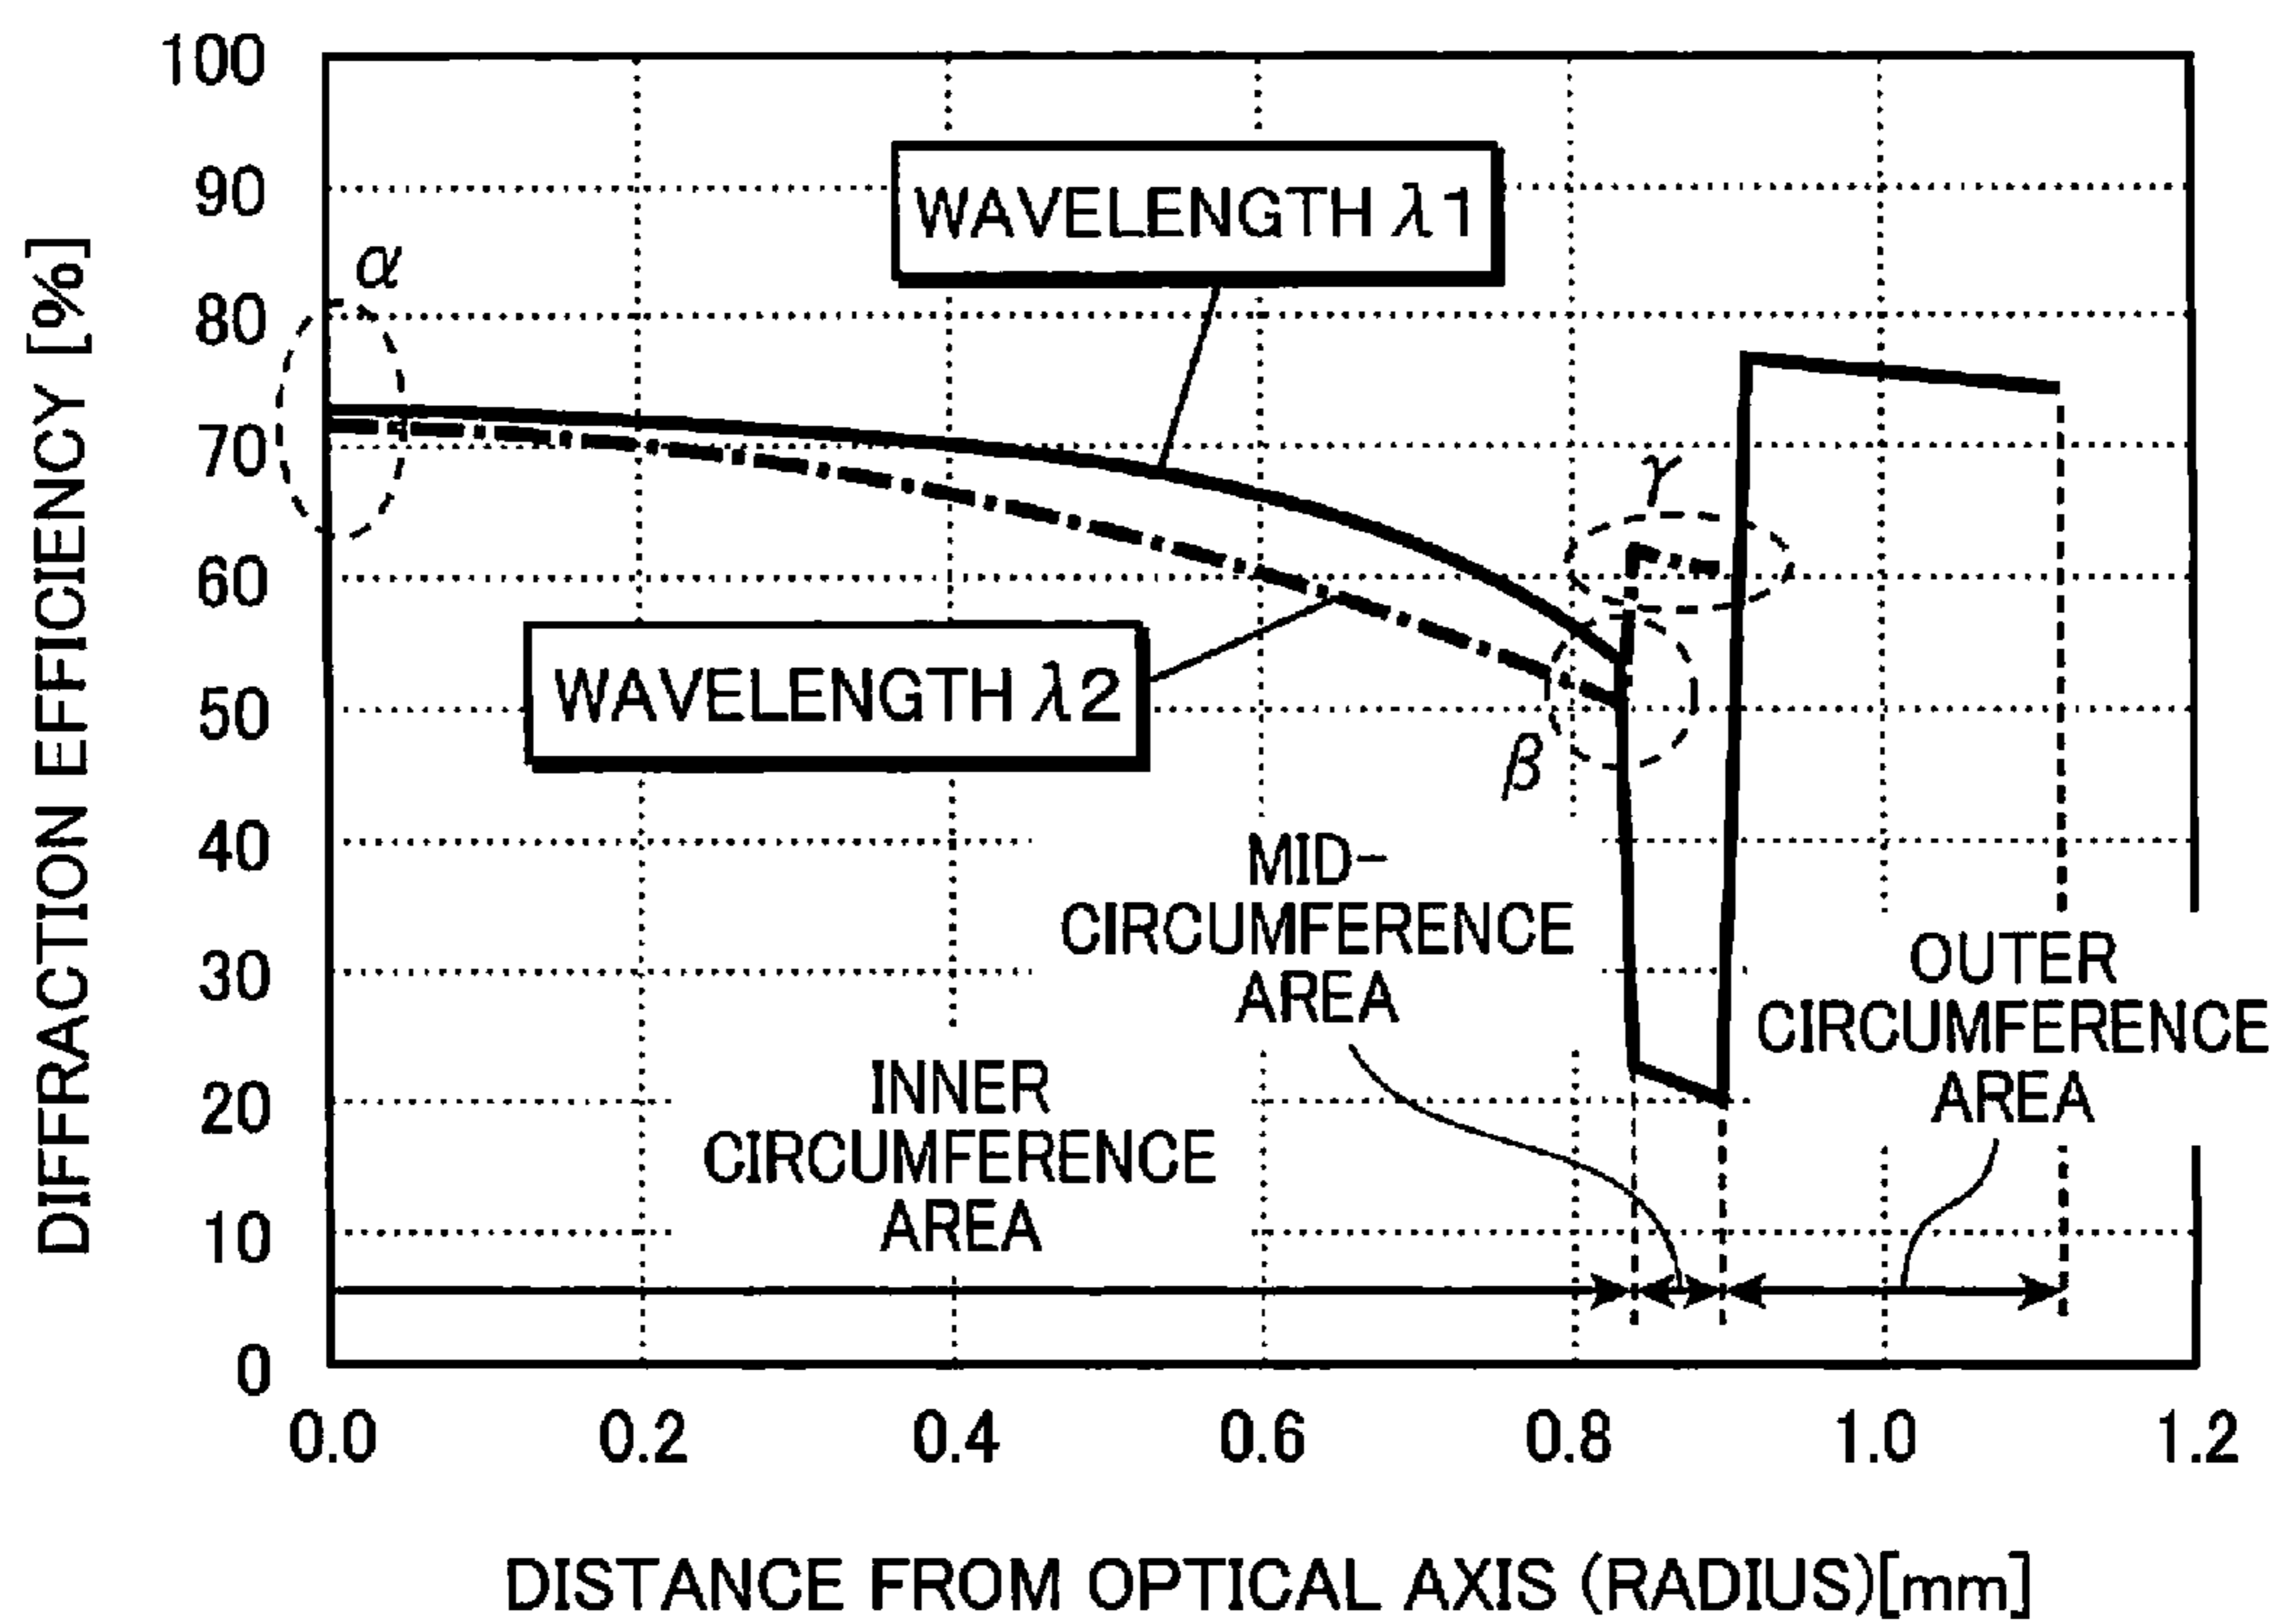 DIFFRACTION EFFICIENCY [%]
100
90
80
70
60
50
40
30
20
10
0
α
WAVELENGTH λ1
γ
WAVELENGTH λ2
β
MID-
CIRCUMFERENCE
AREA
OUTER
CIRCUMFERENCE
AREA
INNER
CIRCUMFERENCE
AREA
0.0
0.2
0.4
0.6
0.8
1.0
1.2
DISTANCE FROM OPTICAL AXIS (RADIUS)[mm]